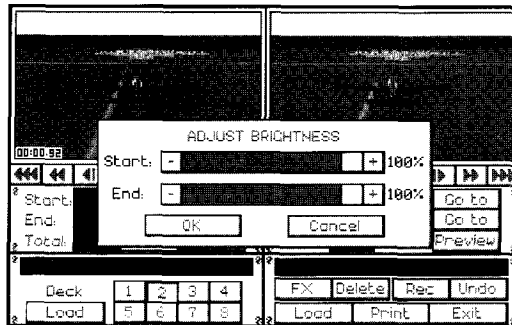 00:00.92
ADJUST BRIGHTNESS
Start: - + 100%
End: - + 100%
OK Cancel
Start: Go to
End: Go to
Total: Preview
Deck 1 2 3 4
Load 5 6 7 8
FX Delete Rec Undo
Load Print Exit